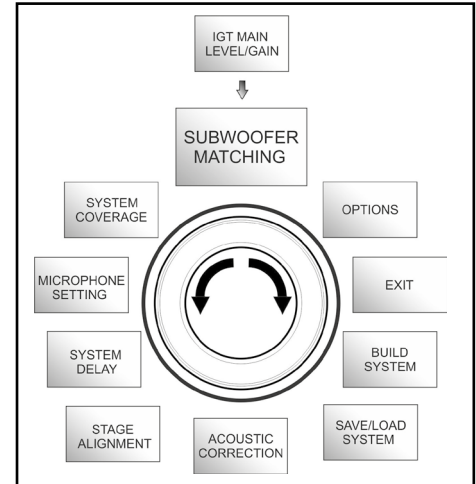 IGT MAIN
LEVEL/GAIN
SUBWOOFER
MATCHING
SYSTEM
COVERAGE
OPTIONS
MICROPHONE
SETTING
EXIT
SYSTEM
DELAY
BUILD
SYSTEM
STAGE
ALIGNMENT
ACOUSTIC
CORRECTION
SAVE/LOAD
SYSTEM